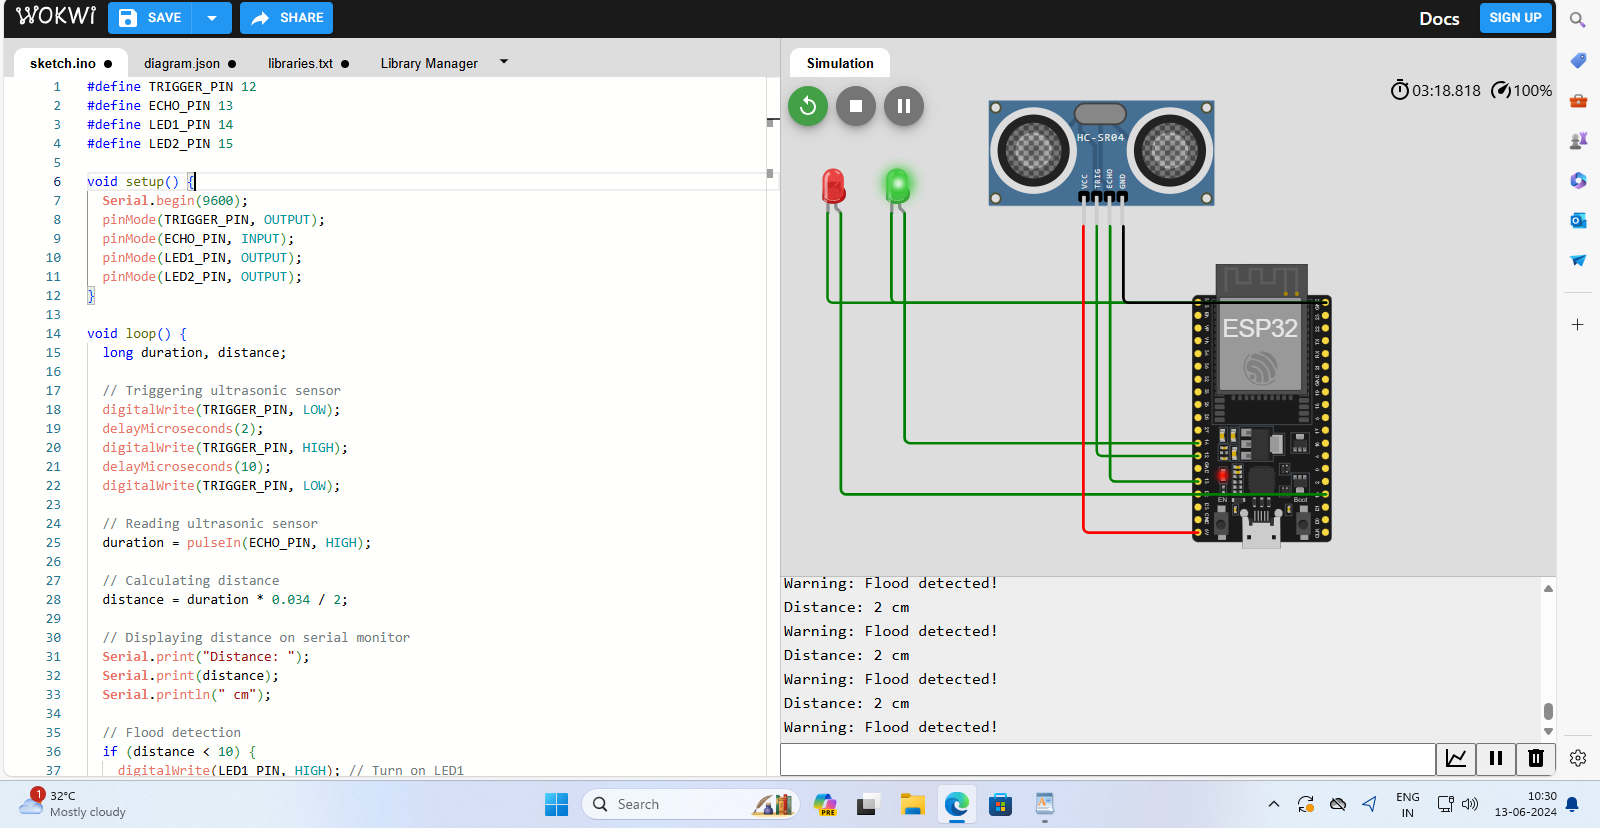 WOKWi SAVE SHARE Docs SIGN UP
sketch.ino diagram.json libraries.txt Library Manager
Simulation
03:18.818 100%
1 #define TRIGGER_PIN 12
2 #define ECHO_PIN 13
3 #define LED1_PIN 14
4 #define LED2_PIN 15
5
6 void setup() {
7 Serial.begin(9600);
8 pinMode(TRIGGER_PIN, OUTPUT);
9 pinMode(ECHO_PIN, INPUT);
10 pinMode(LED1_PIN, OUTPUT);
11 pinMode(LED2_PIN, OUTPUT);
12 }
13
14 void loop() {
15 long duration, distance;
16
17 // Triggering ultrasonic sensor
18 digitalWrite(TRIGGER_PIN, LOW);
19 delayMicroseconds(2);
20 digitalWrite(TRIGGER_PIN, HIGH);
21 delayMicroseconds(10);
22 digitalWrite(TRIGGER_PIN, LOW);
23
24 // Reading ultrasonic sensor
25 duration = pulseIn(ECHO_PIN, HIGH);
26
27 // Calculating distance
28 distance = duration * 0.034 / 2;
29
30 // Displaying distance on serial monitor
31 Serial.print("Distance: ");
32 Serial.print(distance);
33 Serial.println(" cm");
34
35 // Flood detection
36 if (distance < 10) {
37 digitalWrite(LED1_PIN, HIGH); // Turn on LED1
HC-SR04
VCC
TRIG
ECHO
GND
ESP32
EN Boot
Warning: Flood detected!
Distance: 2 cm
Warning: Flood detected!
Distance: 2 cm
Warning: Flood detected!
Distance: 2 cm
Warning: Flood detected!
1
32°C
Mostly cloudy
Search
PRE
ENG
IN
10:30
13-06-2024